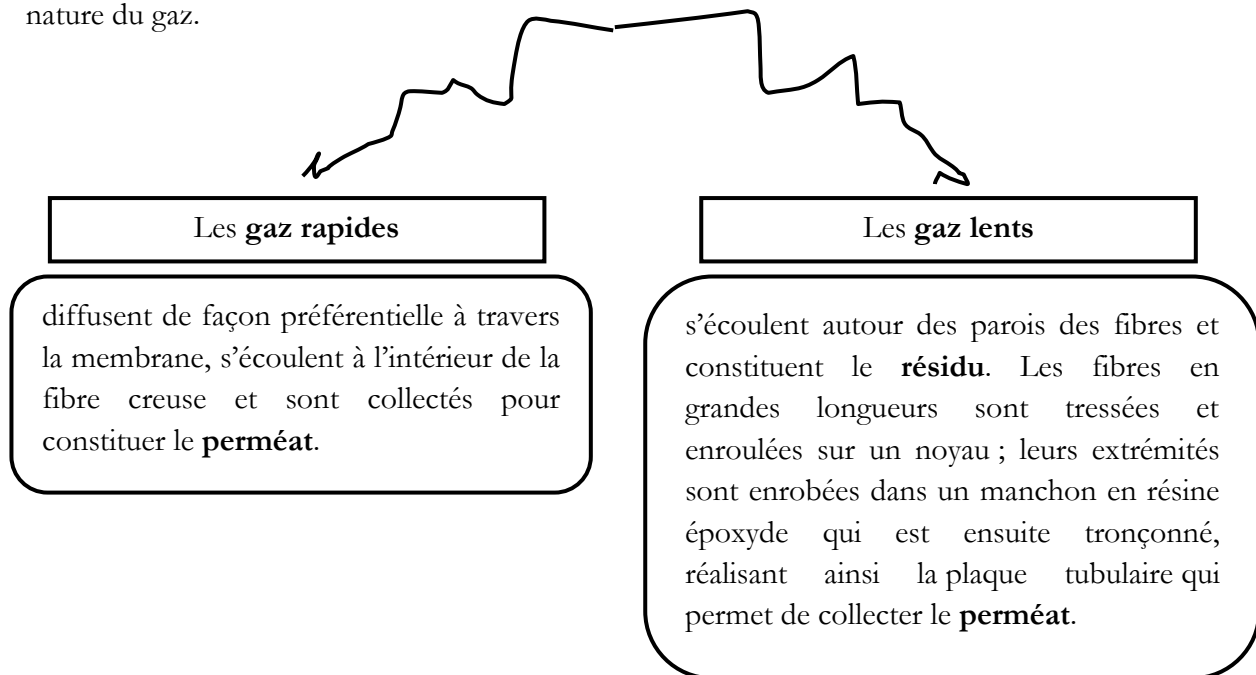 nature du gaz.
Les gaz rapides
diffusent de façon préférentielle à travers
la membrane, s'écoulent à l'intérieur de la
fibre creuse et sont collectés pour
constituer le perméat.
Les gaz lents
s'écoulent autour des parois des fibres et
constituent le résidu. Les fibres en
grandes longueurs sont tressées et
enroulées sur un noyau ; leurs extrémités
sont enrobées dans un manchon en résine
époxyde qui est ensuite tronçonné,
réalisant ainsi la plaque tubulaire qui
permet de collecter le perméat.